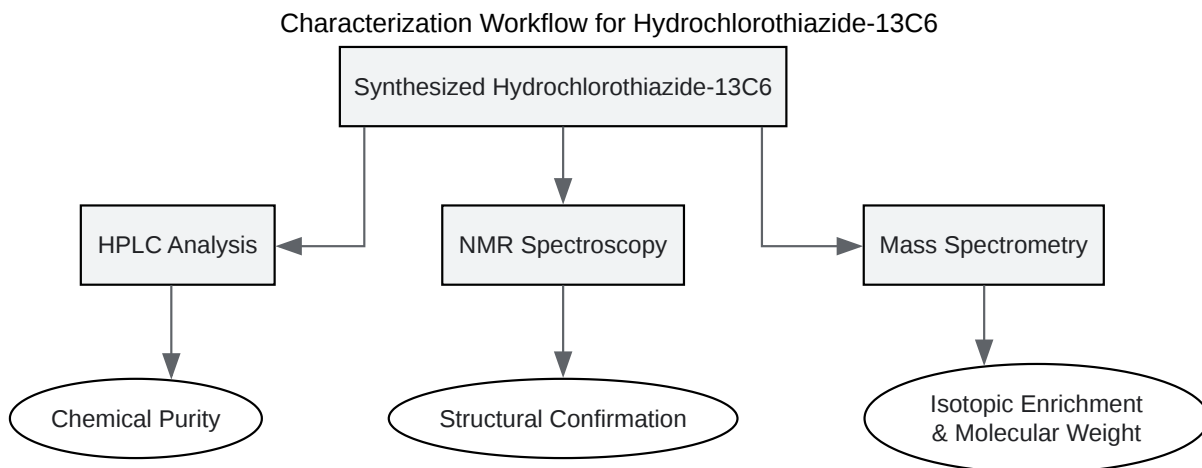 Characterization Workflow for Hydrochlorothiazide-13C6
Synthesized Hydrochlorothiazide-13C6
HPLC Analysis
NMR Spectroscopy
Mass Spectrometry
Chemical Purity
Structural Confirmation
Isotopic Enrichment
& Molecular Weight